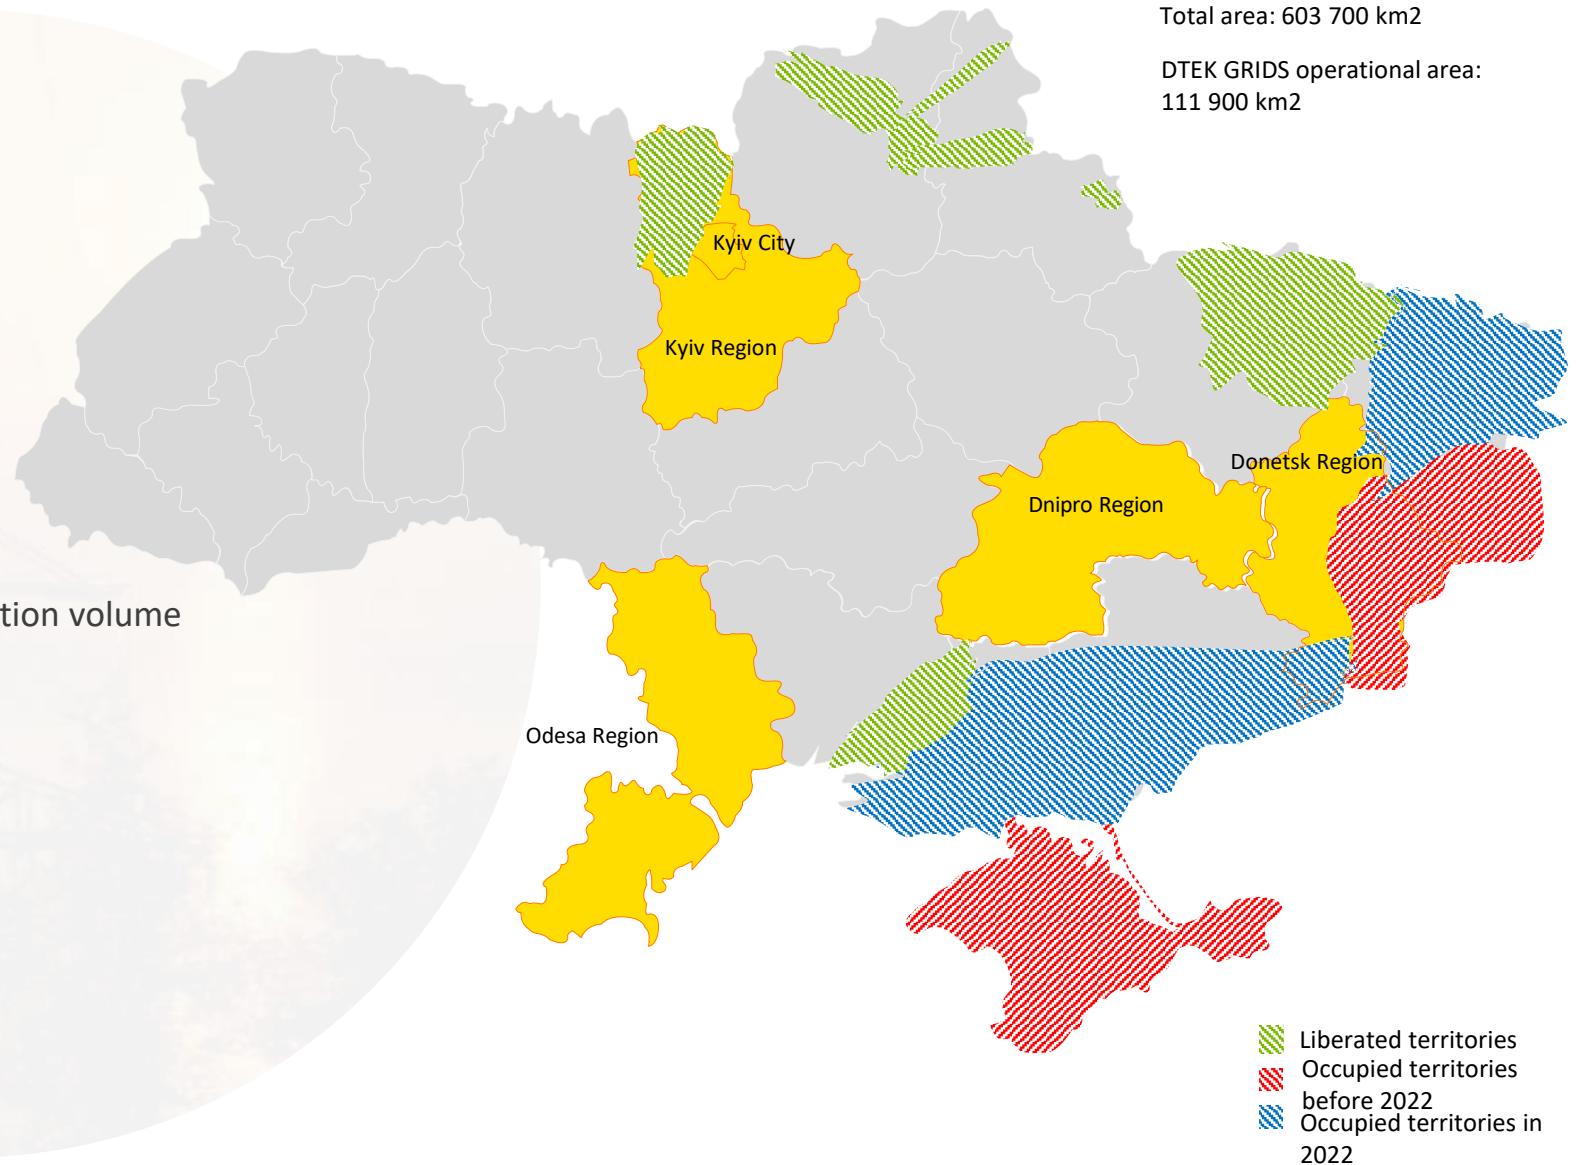 Total area: 603 700 km2
DTEK GRIDS operational area:
111 900 km2
Kyiv City
Kyiv Region
Donetsk Region
Dnipro Region
tion volume
Odesa Region
Liberated territories
Occupied territories
before 2022
Occupied territories in
2022